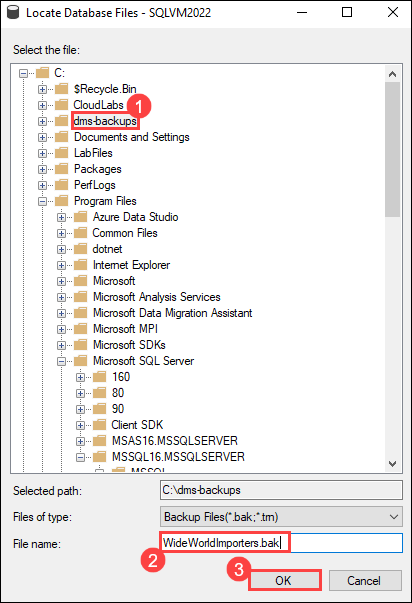 Locate Database Files - SQLVM2022
Select the file:
C:
$Recycle.Bin
CloudLabs
1
dms-backups
Documents and Settings
LabFiles
Packages
PerfLogs
Program Files
Azure Data Studio
Common Files
dotnet
Internet Explorer
Microsoft
Microsoft Analysis Services
Microsoft Data Migration Assistant
Microsoft MPI
Microsoft SDKs
Microsoft SQL Server
160
80
90
Client SDK
MSAS16.MSSQLSERVER
MSSQL16.MSSQLSERVER
MSSQL
Selected path: C:\dms-backups
Files of type: Backup Files(*.bak;*.trn)
File name: WideWorldImporters.bak
2
3
OK Cancel